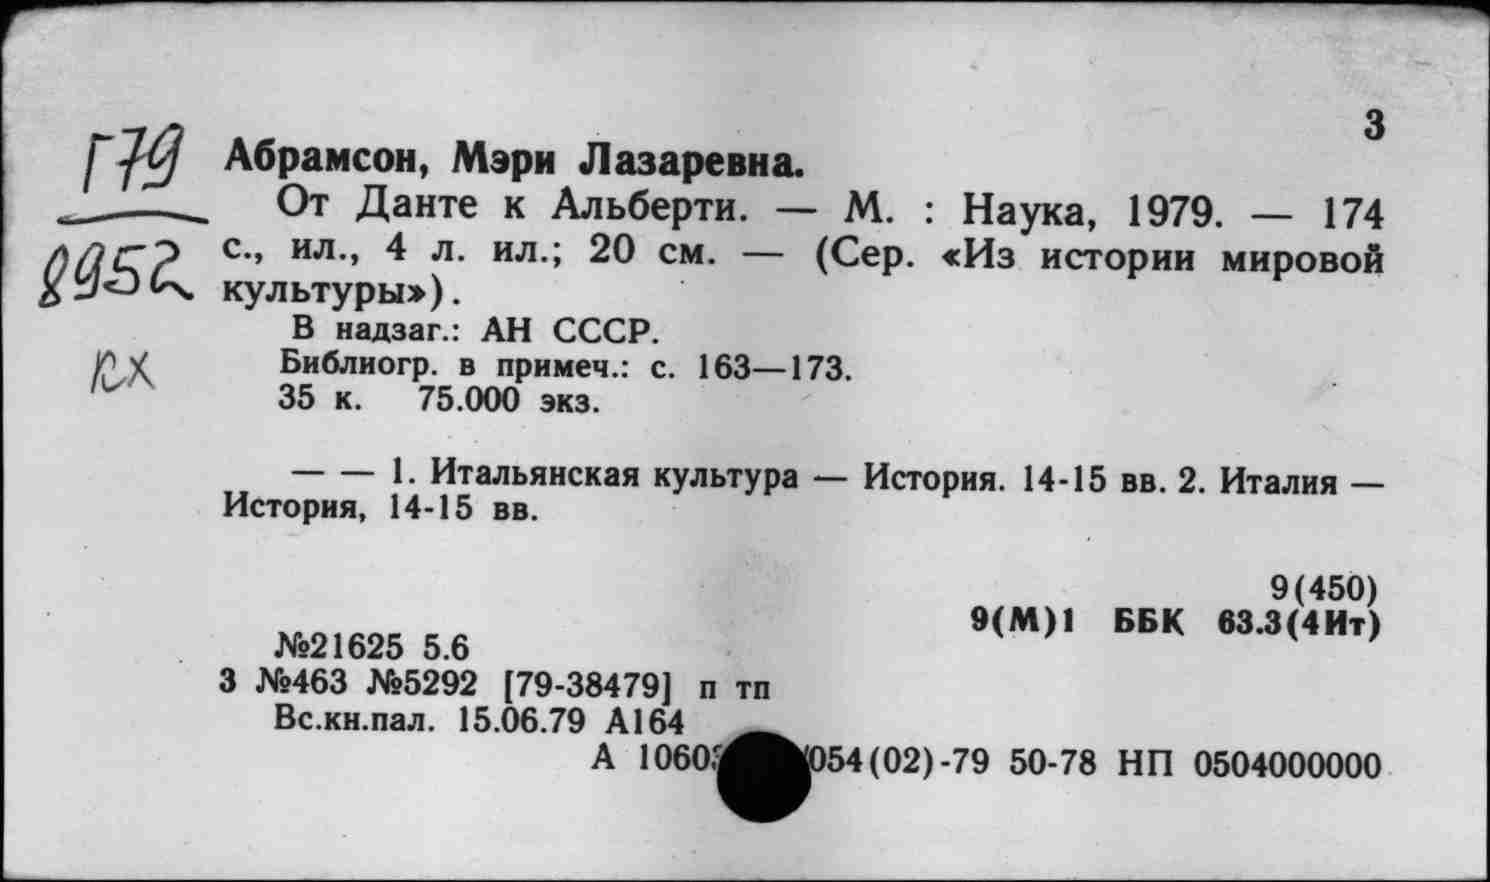 3
Г79
Абрамсон, Мэри Лазаревна.
От Данте к Альберти. — М. : Наука, 1979. — 174
9952
с., ил., 4 л. ил.; 20 см. — (Сер. «Из истории мировой
культуры»).
В надзаг.: АН СССР.
кх
Библиогр. в примеч.: с. 163—173.
35 к. 75.000 экз.
— — 1. Итальянская культура — История. 14-15 вв. 2. Италия —
История, 14-15 вв.
9(450)
9(М)1 ББК 63.3(4Ит)
№21625 5.6
3 №463 №5292 [79-38479] п тп
Вс.кн.пал. 15.06.79 А164
А 1060 054(02)-79 50-78 НП 0504000000